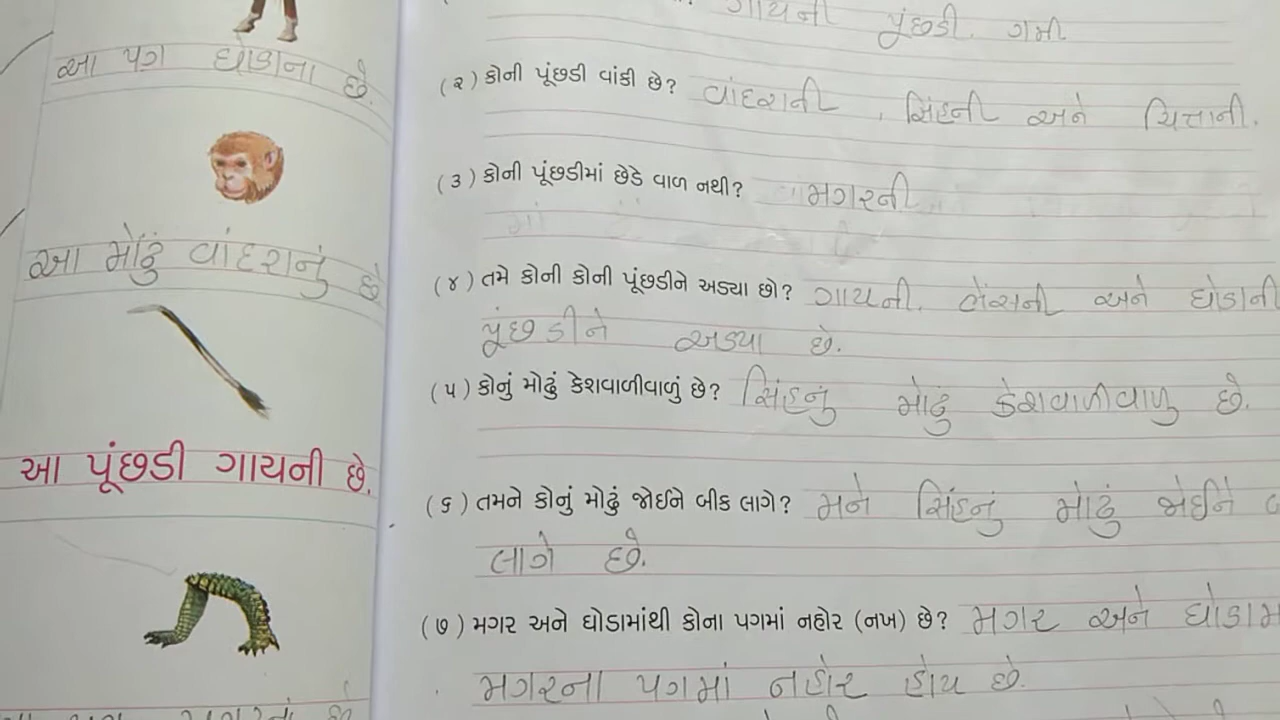 આ પગ ઘોડાના છે.
આ મોઢું વાંદરાનું છે
આ પૂંછડી ગાયની છે.
ગાયની પૂંછડી. ગમી
(૨) કોની પૂંછડી વાંકી છે? વાંદરાની , સિંહની અને ચિત્તાની.
(૩) કોની પૂંછડીમાં છેડે વાળ નથી? મગરની
(૪) તમે કોની કોની પૂંછડીને અડ્યા છો? ગાયની, ભેંસની અને ઘોડાની
પૂંછડીને અડયા છે.
(૫) કોનું મોઢું કેશવાળીવાળું છે? સિંહનું મોઢું કેશવાળીવાળુ છે.
(૬) તમને કોનું મોઢું જોઈને બીક લાગે? મને સિંહનું મોઢું જોઈને
લાગે છે.
(૭) મગર અને ઘોડામાંથી કોના પગમાં નહોર (નખ) છે? મગર અને ઘોડામ
મગરના પગમાં નહોર હોય છે.